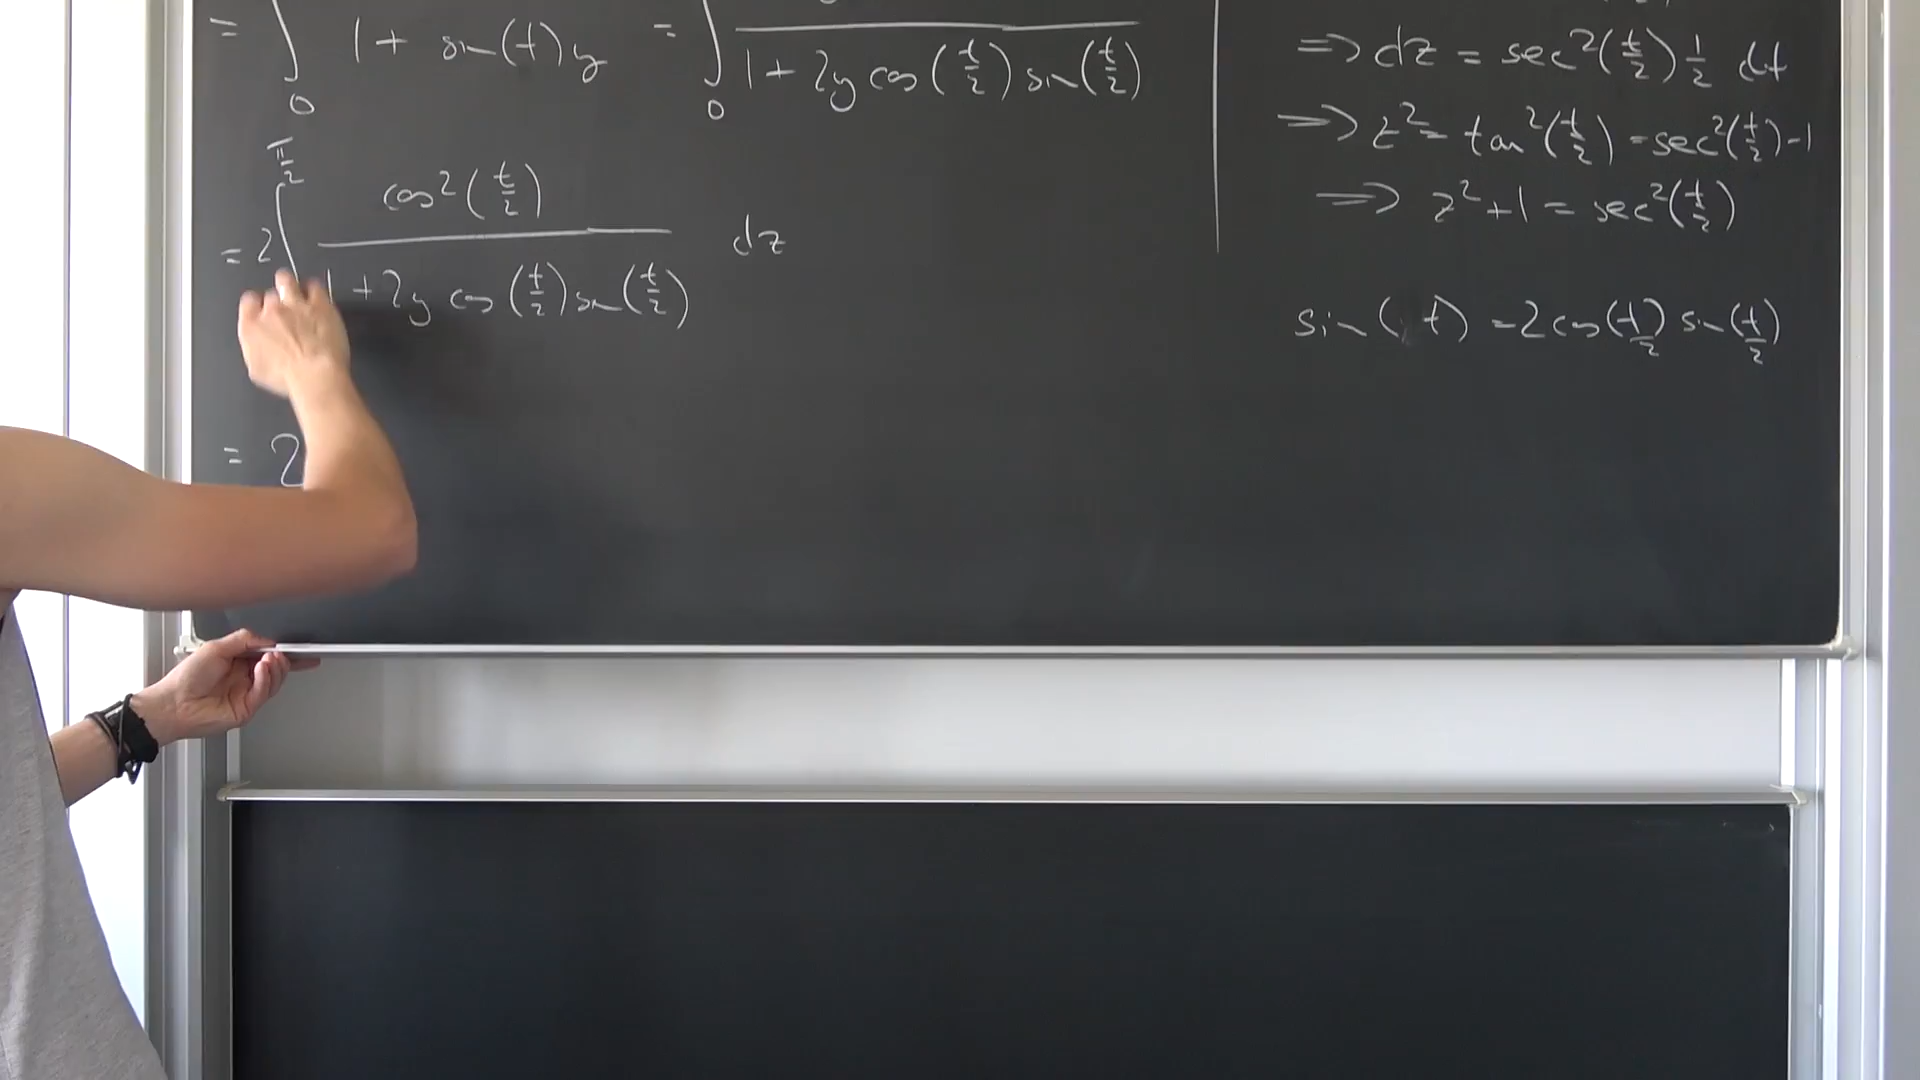 = ∫₀ 1 + sin(t)y = ∫₀ 1 + 2y cos(t/2) sin(t/2)
= 2 ∫^(π/2) cos²(t/2) / (1 + 2y cos(t/2) sin(t/2)) dz
= 2
=> dz = sec²(t/2) 1/2 dt
=> z² = tan²(t/2) = sec²(t/2) - 1
=> z² + 1 = sec²(t/2)
sin(t) = 2 cos(t/2) sin(t/2)